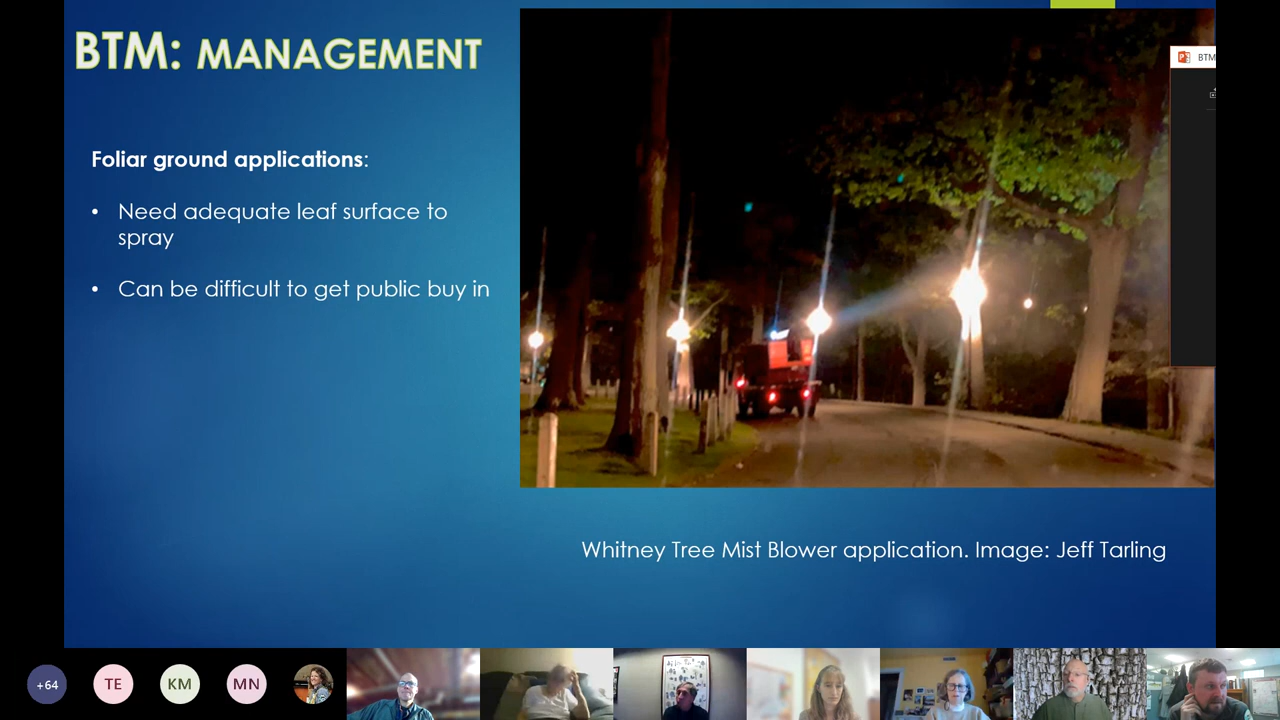 BTM: MANAGEMENT
BTM
Foliar ground applications:
• Need adequate leaf surface to
spray
• Can be difficult to get public buy in
Whitney Tree Mist Blower application. Image: Jeff Tarling
+64
TE
KM
MN